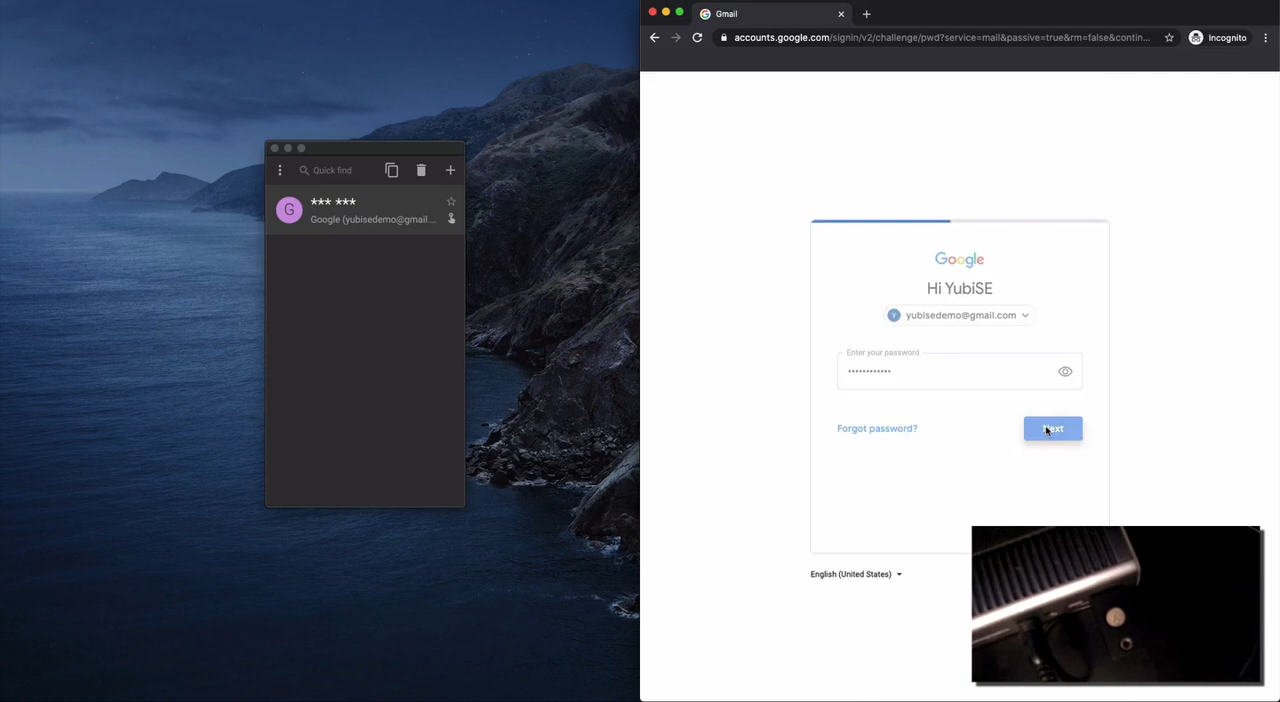 Quick find
G
*** ***
Google (yubisedemo@gmail...
Gmail
accounts.google.com/signin/v2/challenge/pwd?service=mail&passive=true&rm=false&contin...
Incognito
Google
Hi YubiSE
Y
yubisedemo@gmail.com
Enter your password
••••••••••••
Forgot password?
Next
English (United States)